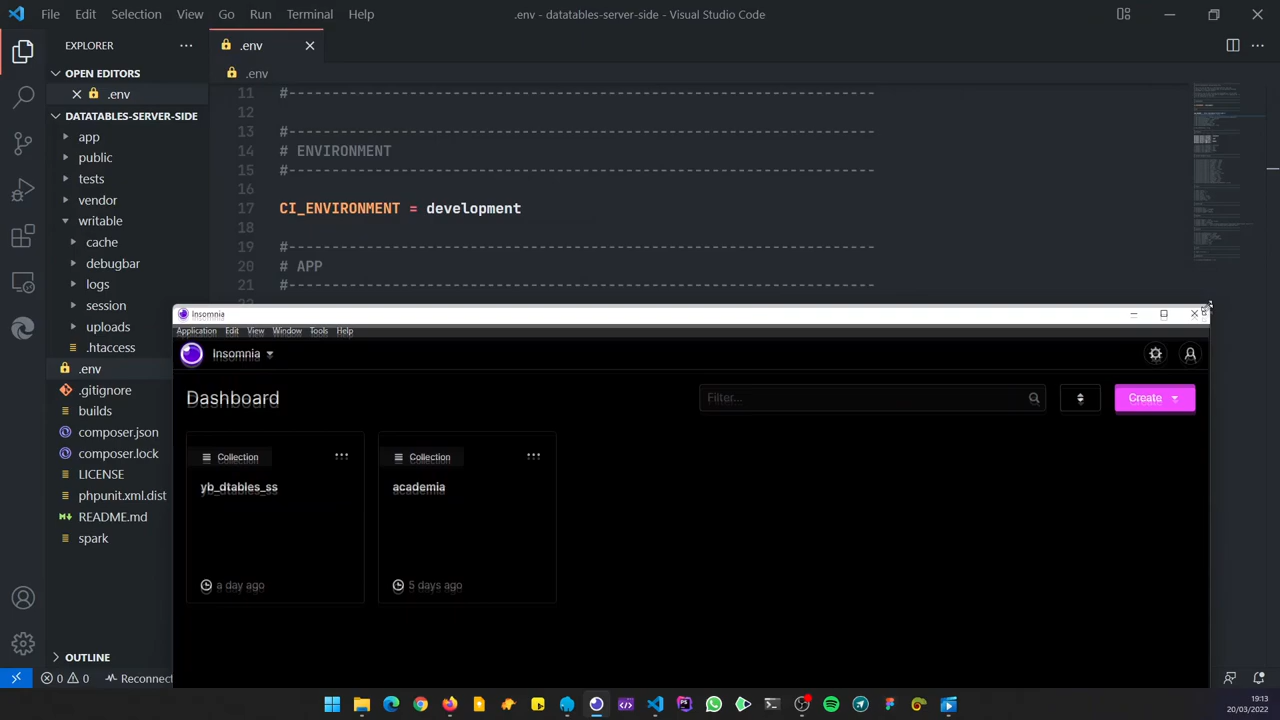 File Edit Selection View Go Run Terminal Help
.env - datatables-server-side - Visual Studio Code
EXPLORER
.env
OPEN EDITORS
.env
.env
DATATABLES-SERVER-SIDE
app
public
tests
vendor
writable
cache
debugbar
logs
session
uploads
.htaccess
.env
.gitignore
builds
composer.json
composer.lock
LICENSE
phpunit.xml.dist
README.md
spark
OUTLINE
0 0 Reconnect
11 #----------------------------------------------------------------------
12
13 #----------------------------------------------------------------------
14 # ENVIRONMENT
15 #----------------------------------------------------------------------
16
17 CI_ENVIRONMENT = development
18
19 #----------------------------------------------------------------------
20 # APP
21 #----------------------------------------------------------------------
Insomnia
Application Edit View Window Tools Help
Insomnia
Dashboard
Filter...
Create
Collection
yb_dtables_ss
a day ago
Collection
academia
5 days ago
19:13
20/03/2022